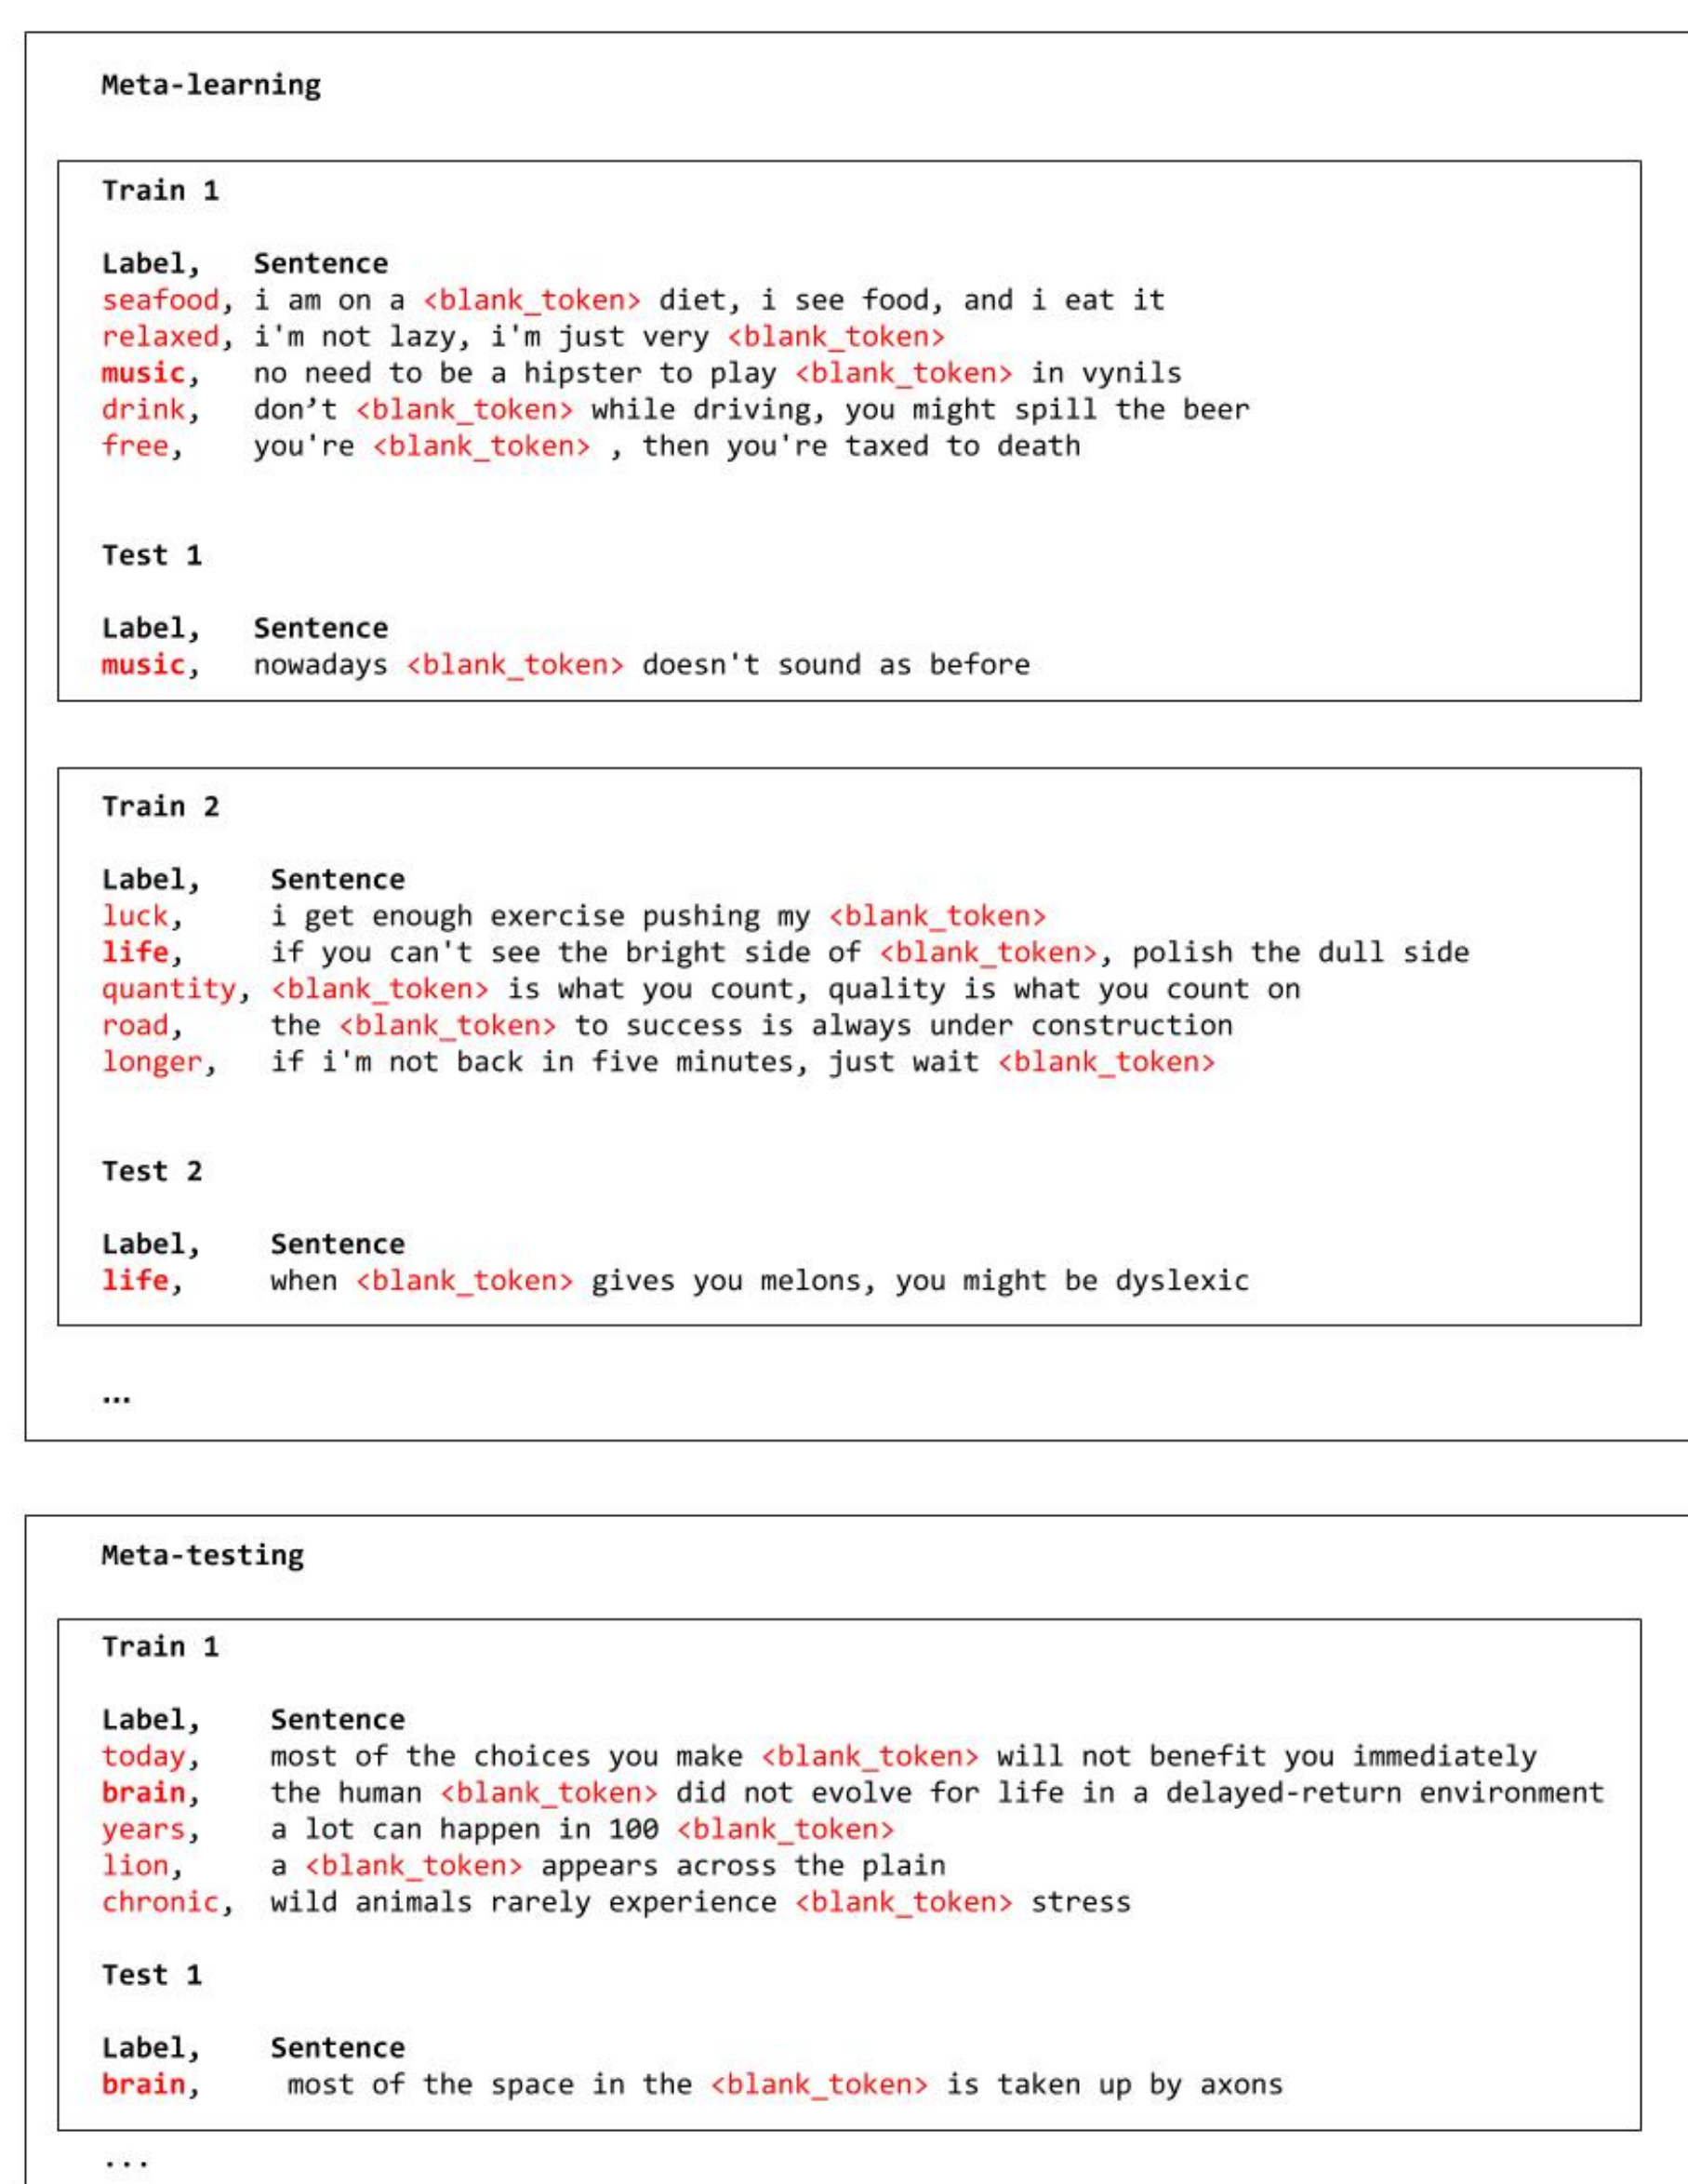 Meta-learning
Train 1
Label, Sentence
seafood, i am on a <blank_token> diet, i see food, and i eat it
relaxed, i'm not lazy, i'm just very <blank_token>
music, no need to be a hipster to play <blank_token> in vynils
drink, don’t <blank_token> while driving, you might spill the beer
free, you're <blank_token> , then you're taxed to death
Test 1
Label, Sentence
music, nowadays <blank_token> doesn't sound as before
Train 2
Label, Sentence
luck, i get enough exercise pushing my <blank_token>
life, if you can't see the bright side of <blank_token>, polish the dull side
quantity, <blank_token> is what you count, quality is what you count on
road, the <blank_token> to success is always under construction
longer, if i'm not back in five minutes, just wait <blank_token>
Test 2
Label, Sentence
life, when <blank_token> gives you melons, you might be dyslexic
...
Meta-testing
Train 1
Label, Sentence
today, most of the choices you make <blank_token> will not benefit you immediately
brain, the human <blank_token> did not evolve for life in a delayed-return environment
years, a lot can happen in 100 <blank_token>
lion, a <blank_token> appears across the plain
chronic, wild animals rarely experience <blank_token> stress
Test 1
Label, Sentence
brain, most of the space in the <blank_token> is taken up by axons
...